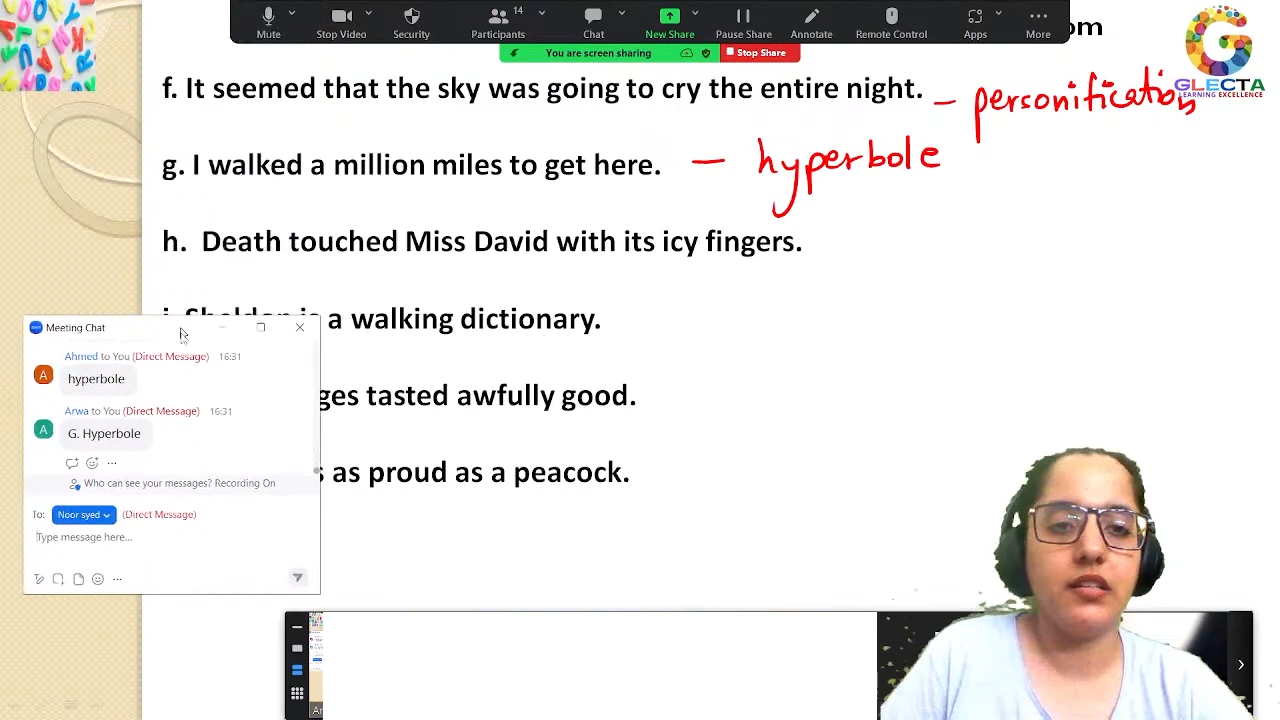 Mute
Stop Video
Security
Participants
14
Chat
New Share
Pause Share
Annotate
Remote Control
Apps
More
om
You are screen sharing
Stop Share
GLECTA
LEARNING EXCELLENCE
f. It seemed that the sky was going to cry the entire night. – personification
g. I walked a million miles to get here. – hyperbole
h. Death touched Miss David with its icy fingers.
is a walking dictionary.
ges tasted awfully good.
s as proud as a peacock.
Meeting Chat
Ahmed to You (Direct Message) 16:31
A
hyperbole
Arwa to You (Direct Message) 16:31
A
G. Hyperbole
Who can see your messages? Recording On
To: Noor syed (Direct Message)
Type message here...